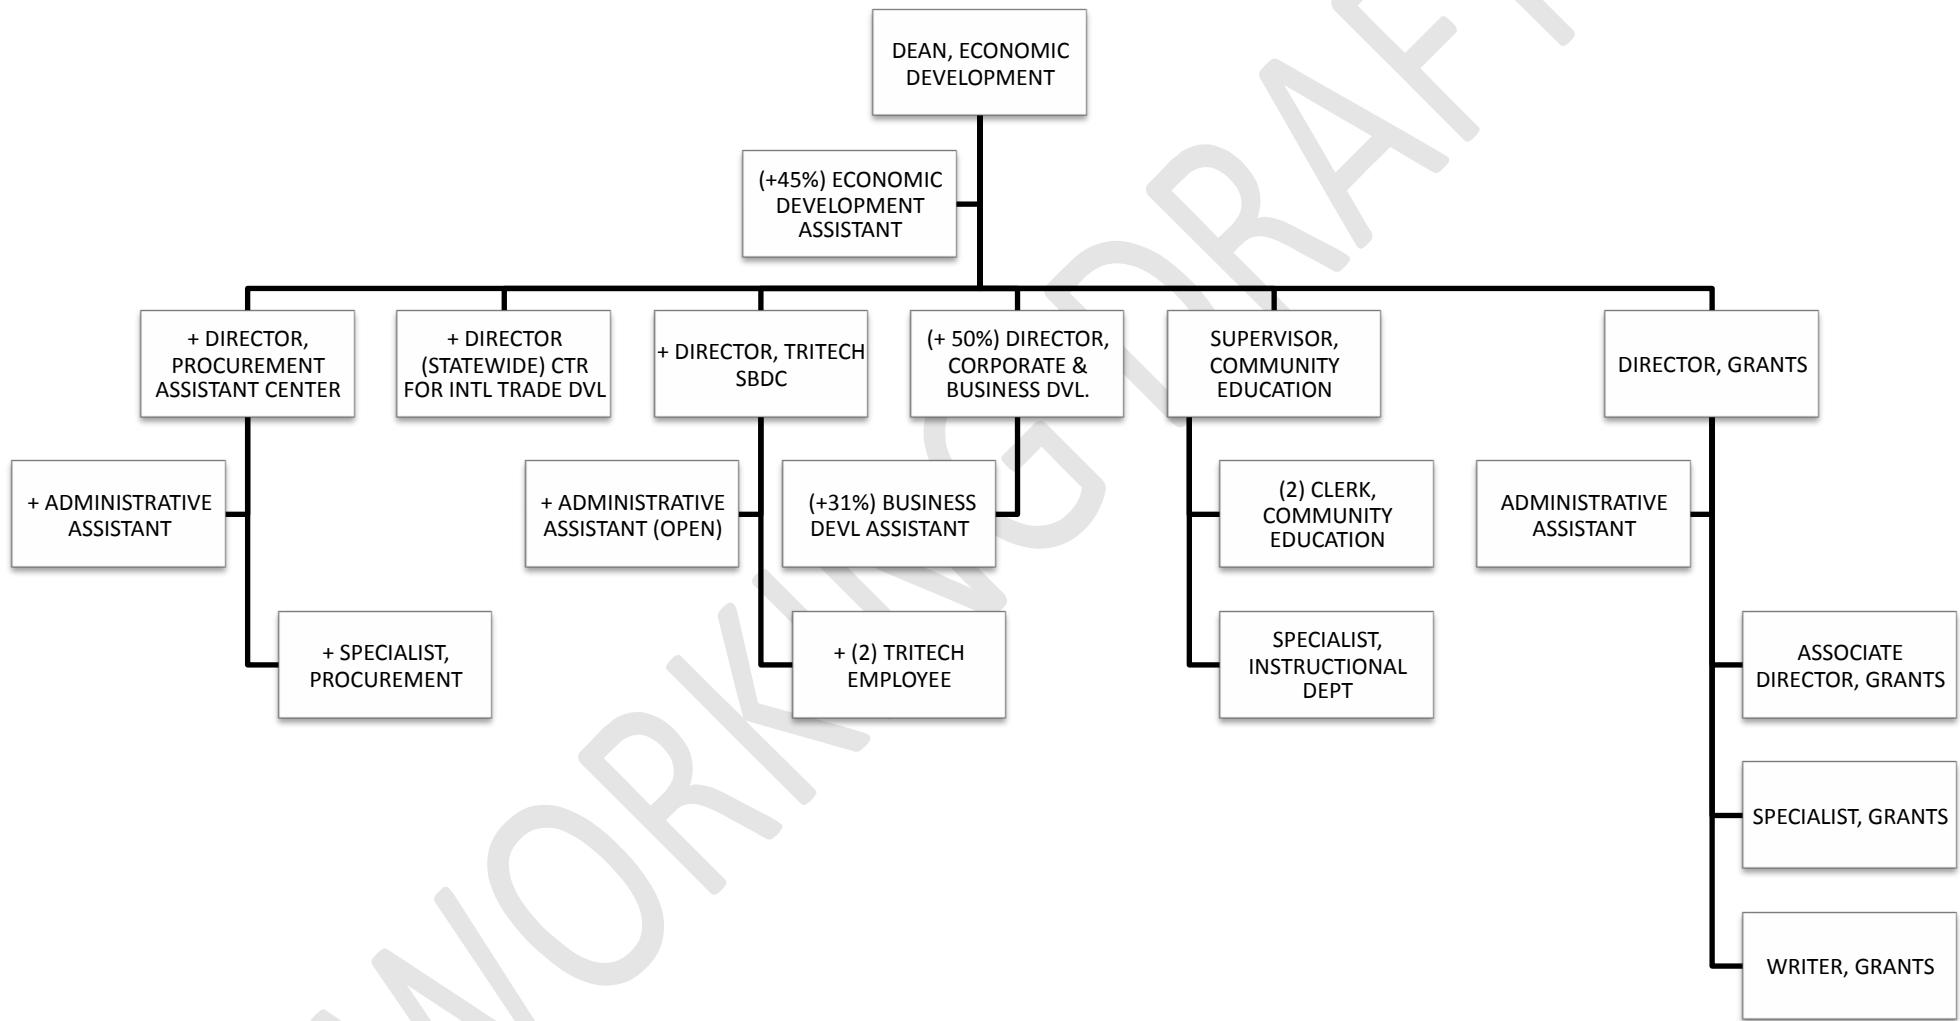 DEAN, ECONOMIC
DEVELOPMENT
(+45%) ECONOMIC
DEVELOPMENT
ASSISTANT
+ DIRECTOR,
PROCUREMENT
ASSISTANT CENTER
+ DIRECTOR
(STATEWIDE) CTR
FOR INTL TRADE DVL
+ DIRECTOR, TRITECH
SBDC
(+ 50%) DIRECTOR,
CORPORATE &
BUSINESS DVL.
SUPERVISOR,
COMMUNITY
EDUCATION
DIRECTOR, GRANTS
+ ADMINISTRATIVE
ASSISTANT
+ ADMINISTRATIVE
ASSISTANT (OPEN)
(+31%) BUSINESS
DEVL ASSISTANT
(2) CLERK,
COMMUNITY
EDUCATION
ADMINISTRATIVE
ASSISTANT
+ SPECIALIST,
PROCUREMENT
+ (2) TRITECH
EMPLOYEE
SPECIALIST,
INSTRUCTIONAL
DEPT
ASSOCIATE
DIRECTOR, GRANTS
SPECIALIST, GRANTS
WRITER, GRANTS
WORKING DRAFT